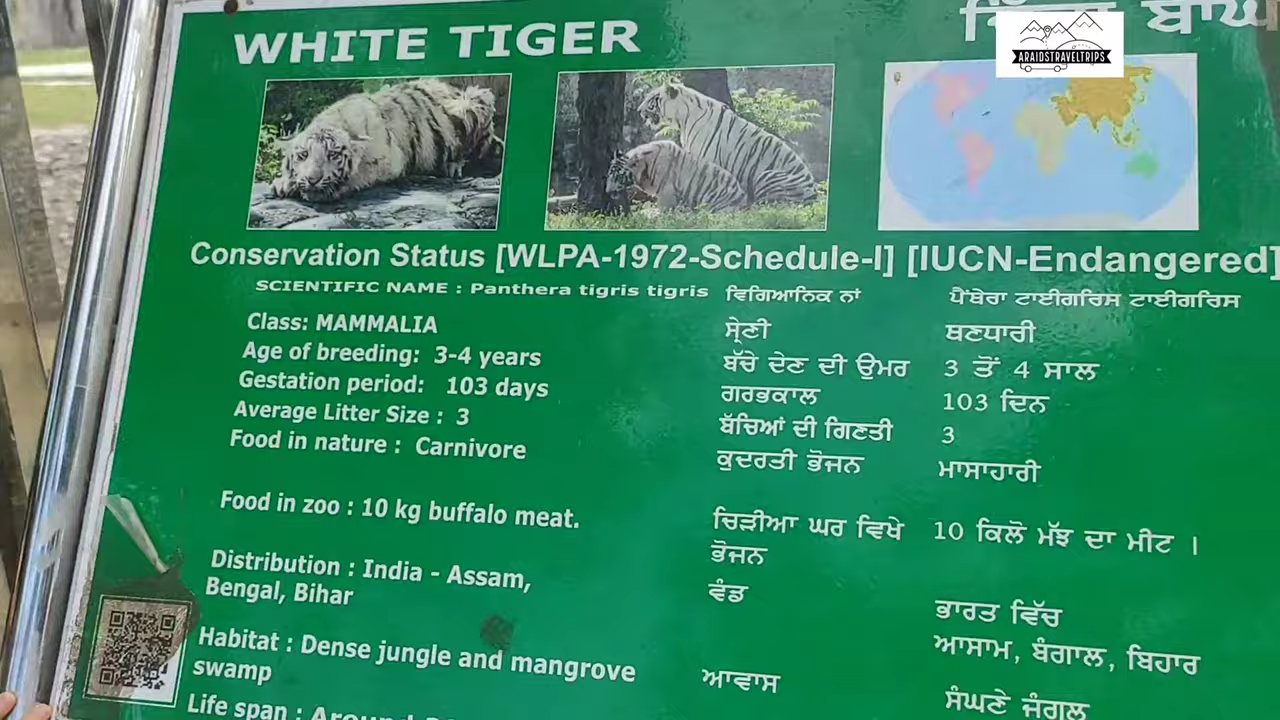 WHITE TIGER
ਬਾਘ
ARAIDSTRAVELTRIPS
Conservation Status [WLPA-1972-Schedule-I] [IUCN-Endangered]
SCIENTIFIC NAME : Panthera tigris tigris ਵਿਗਿਆਨਿਕ ਨਾਂ ਪੈਂਥੇਰਾ ਟਾਈਗਰਿਸ ਟਾਈਗਰਿਸ
Class: MAMMALIA ਸ੍ਰੇਣੀ ਥਣਧਾਰੀ
Age of breeding: 3-4 years ਬੱਚੇ ਦੇਣ ਦੀ ਉਮਰ 3 ਤੋਂ 4 ਸਾਲ
Gestation period: 103 days ਗਰਭਕਾਲ 103 ਦਿਨ
Average Litter Size : 3 ਬੱਚਿਆਂ ਦੀ ਗਿਣਤੀ 3
Food in nature : Carnivore ਕੁਦਰਤੀ ਭੋਜਨ ਮਾਸਾਹਾਰੀ
Food in zoo : 10 kg buffalo meat. ਚਿੜੀਆ ਘਰ ਵਿਖੇ 10 ਕਿਲੋ ਮੱਝ ਦਾ ਮੀਟ ।
ਭੋਜਨ
Distribution : India - Assam, ਵੰਡ ਭਾਰਤ ਵਿੱਚ
Bengal, Bihar ਆਸਾਮ, ਬੰਗਾਲ, ਬਿਹਾਰ
Habitat : Dense jungle and mangrove ਆਵਾਸ ਸੰਘਣੇ ਜੰਗਲ
swamp
Life span : Around